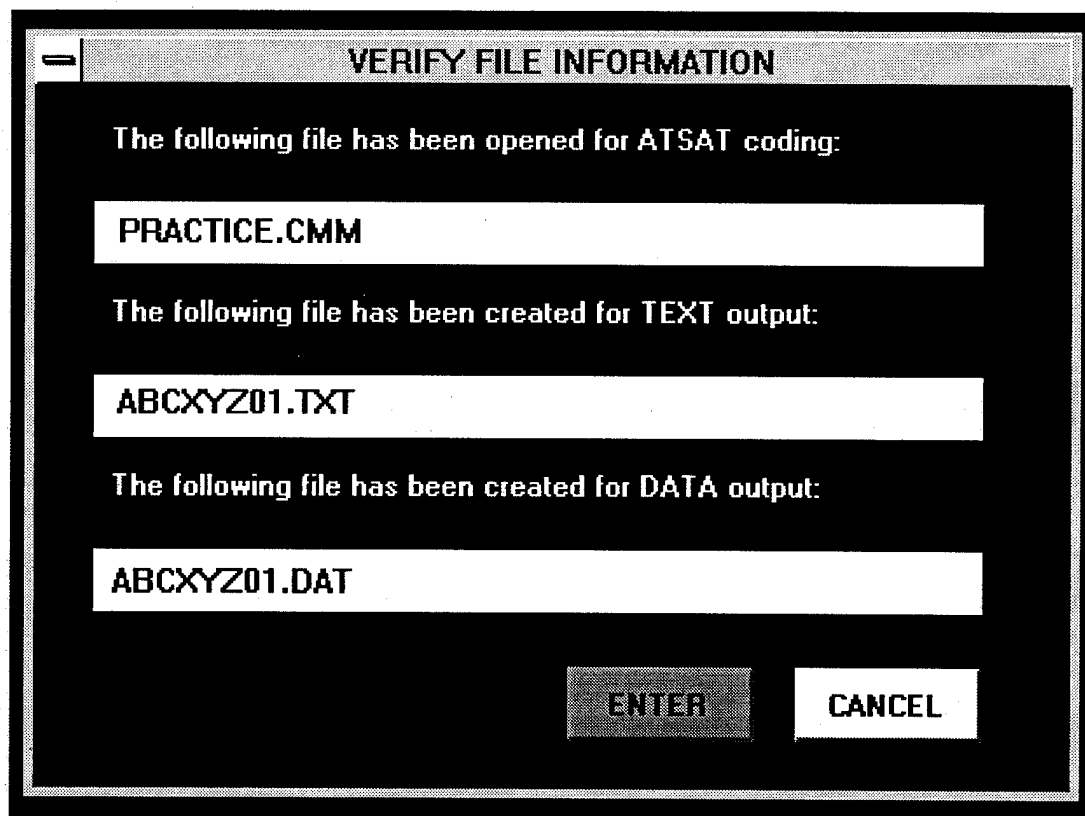 VERIFY FILE INFORMATION
The following file has been opened for ATSAT coding:
PRACTICE.CMM
The following file has been created for TEXT output:
ABCXYZ01.TXT
The following file has been created for DATA output:
ABCXYZ01.DAT
ENTER CANCEL